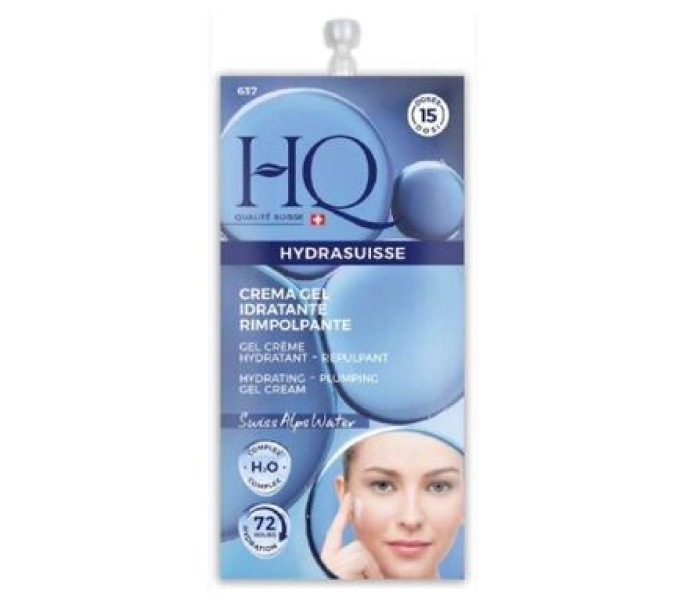 637
DOSES
15
DOSI
HQ
QUALITÉ SUISSE
HYDRASUISSE
CREMA GEL
IDRATANTE
RIMPOLPANTE
GEL CRÈME
HYDRATANT - REPULPANT
HYDRATING - PLUMPING
GEL CREAM
Swiss Alps Water
H2O
COMPLEX
72
HOURS
HYDRATION